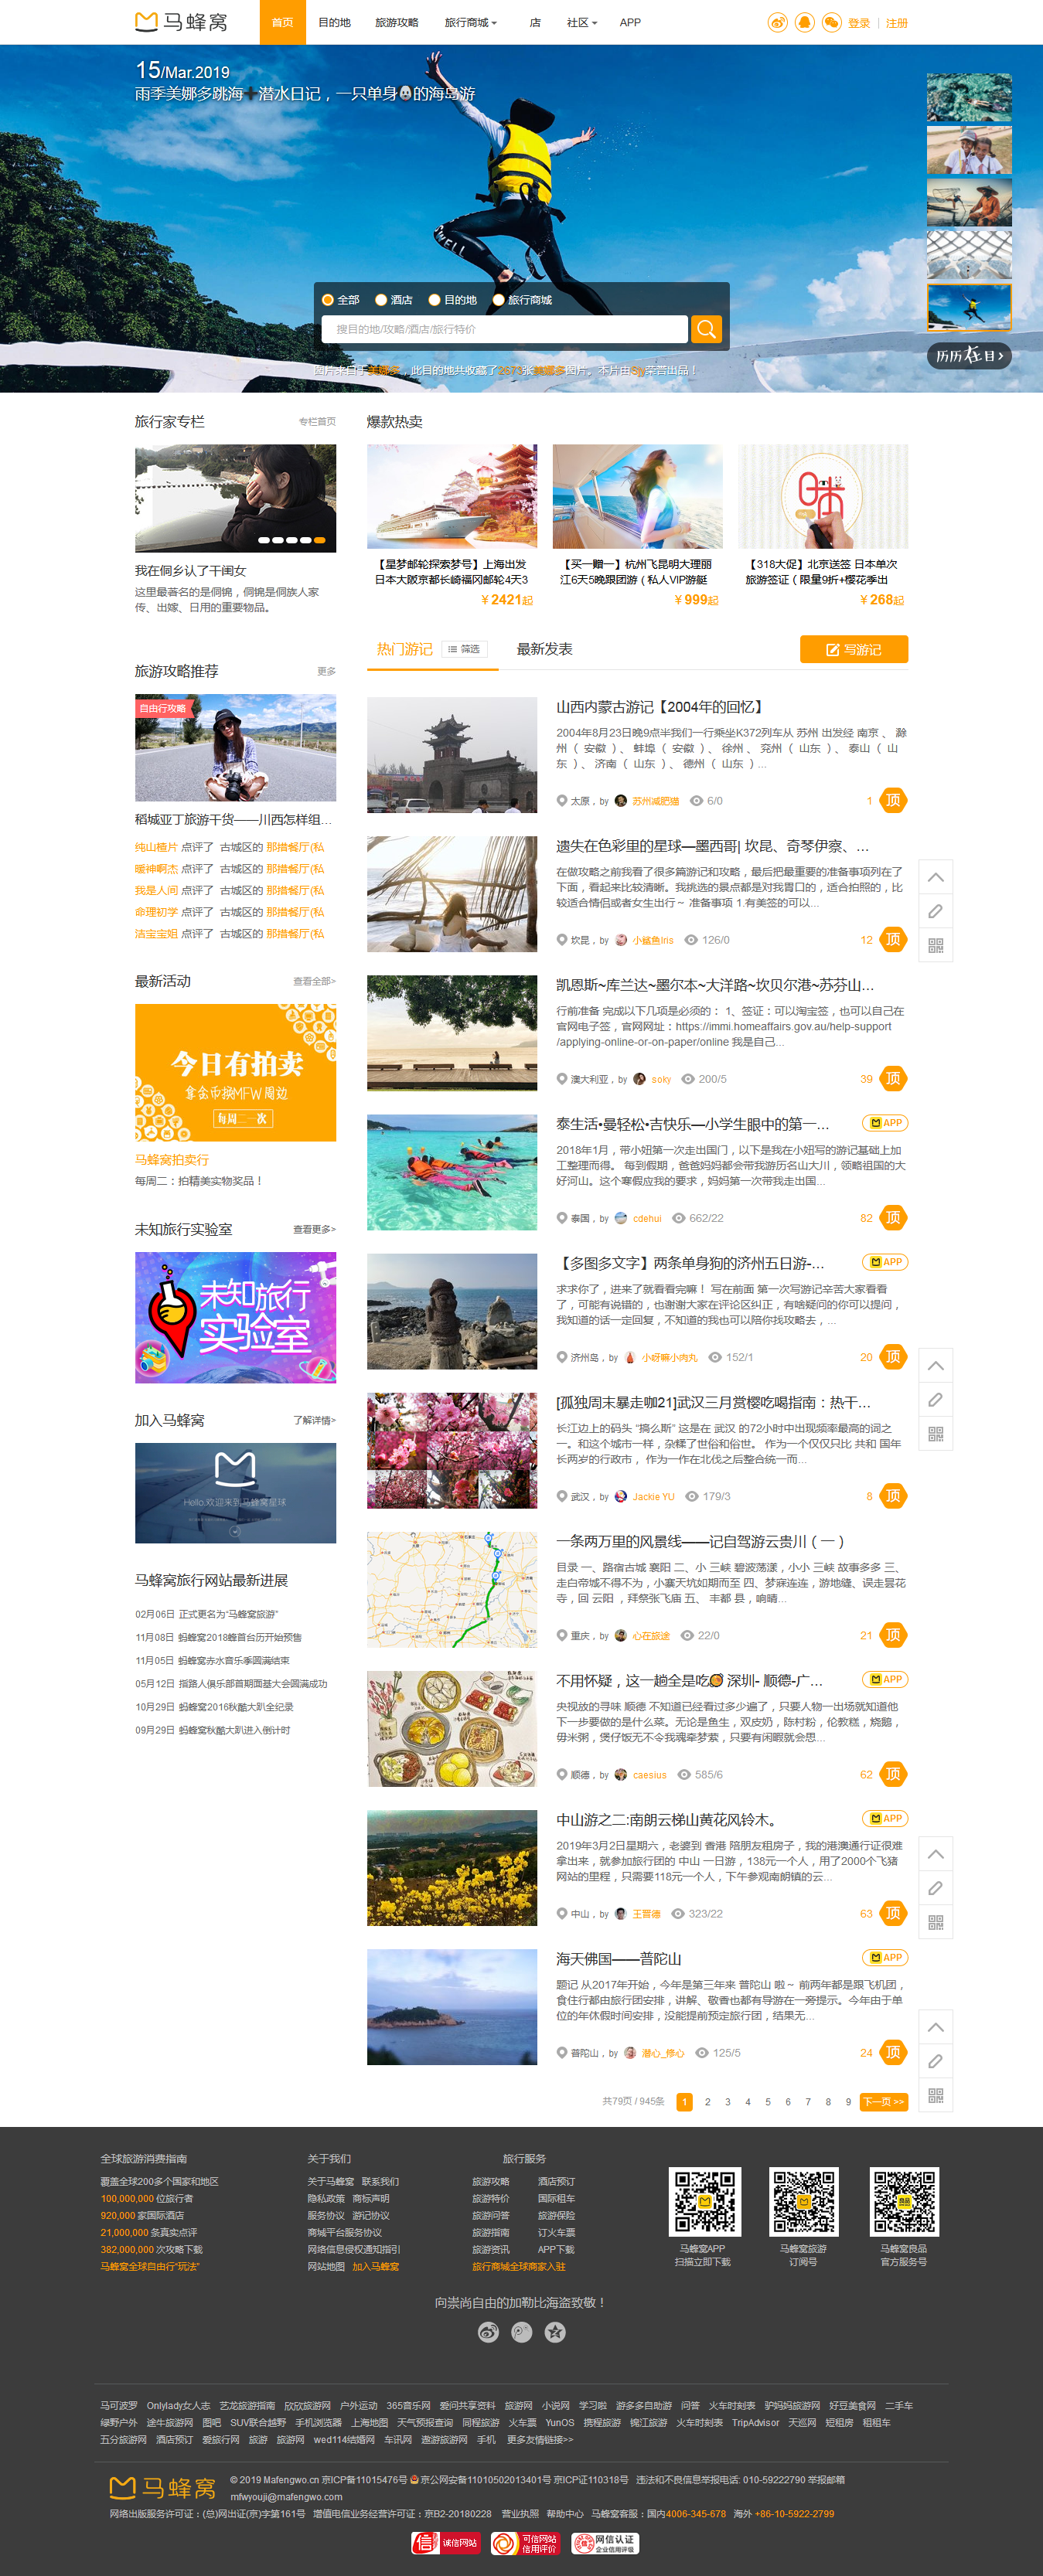 马蜂窝
首页 目的地 旅游攻略 旅行商城 店 社区 APP
登录 | 注册
15/Mar.2019
雨季美娜多跳海 潜水日记，一只单身 的海岛游
全部 酒店 目的地 旅行商城
搜目的地/攻略/酒店/旅行特价
历历在目
旅行家专栏 专栏首页
我在侗乡认了干闺女
这里最著名的是侗锦，侗锦是侗族人家
传、出嫁、日用的重要物品。
爆款热卖
【星梦邮轮探索梦号】上海出发
日本大阪京都长崎福冈邮轮4天3
￥2421起
【买一赠一】杭州飞昆明大理丽
江6天5晚跟团游（私人VIP游艇
￥999起
【318大促】北京送签 日本单次
旅游签证（限量9折+樱花季出
￥268起
旅游攻略推荐 更多
自由行攻略
稻城亚丁旅游干货——川西怎样组...
纯山楂片 点评了 古城区的 那措餐厅(私
暖神啊杰 点评了 古城区的 那措餐厅(私
我是人间 点评了 古城区的 那措餐厅(私
命理初学 点评了 古城区的 那措餐厅(私
洁宝宝姐 点评了 古城区的 那措餐厅(私
最新活动 查看全部>
今日有拍卖
拿金币换MFW周边
每周二一次
马蜂窝拍卖行
每周二：拍精美实物奖品！
未知旅行实验室 查看更多>
未知旅行
实验室
加入马蜂窝 了解详情>
Hello,欢迎来到马蜂窝星球
马蜂窝旅行网站最新进展
02月06日 正式更名为“马蜂窝旅游”
11月08日 蚂蜂窝2018蜂首台历开始预售
11月05日 蚂蜂窝赤水音乐季圆满结束
05月12日 指路人俱乐部首期面基大会圆满成功
10月29日 蚂蜂窝2016秋酷大趴全纪录
09月29日 蚂蜂窝秋酷大趴进入倒计时
热门游记 筛选 最新发表 写游记
山西内蒙古游记【2004年的回忆】
2004年8月23日晚9点半我们一行乘坐K372列车从 苏州 出发经 南京 、 滁
州 （ 安徽 ）、 蚌埠（ 安徽 ）、 徐州 、 兖州（ 山东 ）、 泰山（ 山
东 ）、 济南 （ 山东 ）、 德州（ 山东 ）...
太原，by 苏州减肥猫 6/0 1 顶
遗失在色彩里的星球—墨西哥| 坎昆、奇琴伊察、...
在做攻略之前我看了很多篇游记和攻略，最后把最重要的准备事项列在了
下面，看起来比较清晰。我挑选的景点都是对我胃口的，适合拍照的，比
较适合情侣或者女生出行～ 准备事项 1.有美签的可以...
坎昆，by 小鲨鱼Iris 126/0 12 顶
凯恩斯~库兰达~墨尔本~大洋路~坎贝尔港~苏芬山...
行前准备 完成以下几项是必须的： 1、签证：可以淘宝签，也可以自己在
官网电子签，官网网址：https://immi.homeaffairs.gov.au/help-support
/applying-online-or-on-paper/online 我是自己...
澳大利亚，by soky 200/5 39 顶
泰生活•曼轻松•吉快乐—小学生眼中的第一... APP
2018年1月，带小妞第一次走出国门，以下是我在小妞写的游记基础上加
工整理而得。 每到假期，爸爸妈妈都会带我游历名山大川，领略祖国的大
好河山。这个寒假应我的要求，妈妈第一次带我走出国...
泰国，by cdehui 662/22 82 顶
【多图多文字】两条单身狗的济州五日游-... APP
求求你了，进来了就看看完嘛！ 写在前面 第一次写游记辛苦大家看看
了，可能有说错的，也谢谢大家在评论区纠正，有啥疑问的你可以提问，
我知道的话一定回复，不知道的我也可以陪你找攻略去，...
济州岛，by 小呀嘛小肉丸 152/1 20 顶
[孤独周末暴走咖21]武汉三月赏樱吃喝指南：热干...
长江边上的码头 “搞么斯” 这是在 武汉 的72小时中出现频率最高的词之
一。和这个城市一样，杂糅了世俗和俗世。 作为一个仅仅只比 共和 国年
长两岁的行政市， 作为一作在北伐之后整合统一而...
武汉，by Jackie YU 179/3 8 顶
一条两万里的风景线——记自驾游云贵川（一）
目录 一、路宿古城 襄阳 二、小 三峡 碧波荡漾，小小 三峡 故事多多 三、
走白帝城不得不为，小寨天坑如期而至 四、梦寐连连，游地缝、误走昙花
寺，回 云阳 ，拜祭张飞庙 五、 丰都 县，响晴...
重庆，by 心在旅途 22/0 21 顶
不用怀疑，这一趟全是吃 深圳- 顺德-广... APP
央视放的寻味 顺德 不知道已经看过多少遍了，只要人物一出场就知道他
下一步要做的是什么菜。无论是鱼生，双皮奶，陈村粉，伦教糕，烧鹅，
毋米粥，煲仔饭无不令我魂牵梦萦，只要有闲暇就会思...
顺德，by caesius 585/6 62 顶
中山游之二:南朗云梯山黄花风铃木。 APP
2019年3月2日星期六，老婆到 香港 陪朋友租房子，我的港澳通行证很难
拿出来，就参加旅行团的 中山 一日游，138元一个人，用了2000个飞猪
网站的里程，只需要118元一个人，下午参观南朗镇的云...
中山，by 王晋德 323/22 63 顶
海天佛国——普陀山 APP
题记 从2017年开始，今年是第三年来 普陀山 啦～ 前两年都是跟飞机团，
食住行都由旅行团安排，讲解、敬香也都有导游在一旁提示。今年由于单
位的年休假时间安排，没能提前预定旅行团，结果无...
普陀山，by 潜心_修心 125/5 24 顶
共79页 / 945条 1 2 3 4 5 6 7 8 9 下一页 >>
全球旅游消费指南
覆盖全球200多个国家和地区
100,000,000 位旅行者
920,000 家国际酒店
21,000,000 条真实点评
382,000,000 次攻略下载
马蜂窝全球自由行“玩法”
关于我们
关于马蜂窝 联系我们
隐私政策 商标声明
服务协议 游记协议
商城平台服务协议
网络信息侵权通知指引
网站地图 加入马蜂窝
旅行服务
旅游攻略 酒店预订
旅游特价 国际租车
旅游问答 旅游保险
旅游指南 订火车票
旅游资讯 APP下载
旅行商城全球商家入驻
马蜂窝APP
扫描立即下载
马蜂窝旅游
订阅号
马蜂窝良品
官方服务号
向崇尚自由的加勒比海盗致敬！
马可波罗 Onlylady女人志 艺龙旅游指南 欣欣旅游网 户外运动 365音乐网 爱问共享资料 旅游网 小说网 学习啦 游多多自助游 问答 火车时刻表 驴妈妈旅游网 好豆美食网 二手车
绿野户外 途牛旅游网 图吧 SUV联合越野 手机浏览器 上海地图 天气预报查询 同程旅游 火车票 YunOS 携程旅游 锦江旅游 火车时刻表 TripAdvisor 天巡网 短租房 租租车
五分旅游网 酒店预订 爱旅行网 旅游 旅游网 wed114结婚网 车讯网 遨游旅游网 手机 更多友情链接>>
马蜂窝
© 2019 Mafengwo.cn 京ICP备11015476号 京公网安备11010502013401号 京ICP证110318号 违法和不良信息举报电话: 010-59222790 举报邮箱
mfwyouji@mafengwo.com
网络出版服务许可证：(总)网出证(京)字第161号 增值电信业务经营许可证：京B2-20180228 营业执照 帮助中心 马蜂窝客服：国内4006-345-678 海外 +86-10-5922-2799
诚信网站
可信网站
信用评价
网信认证
企业信用评级